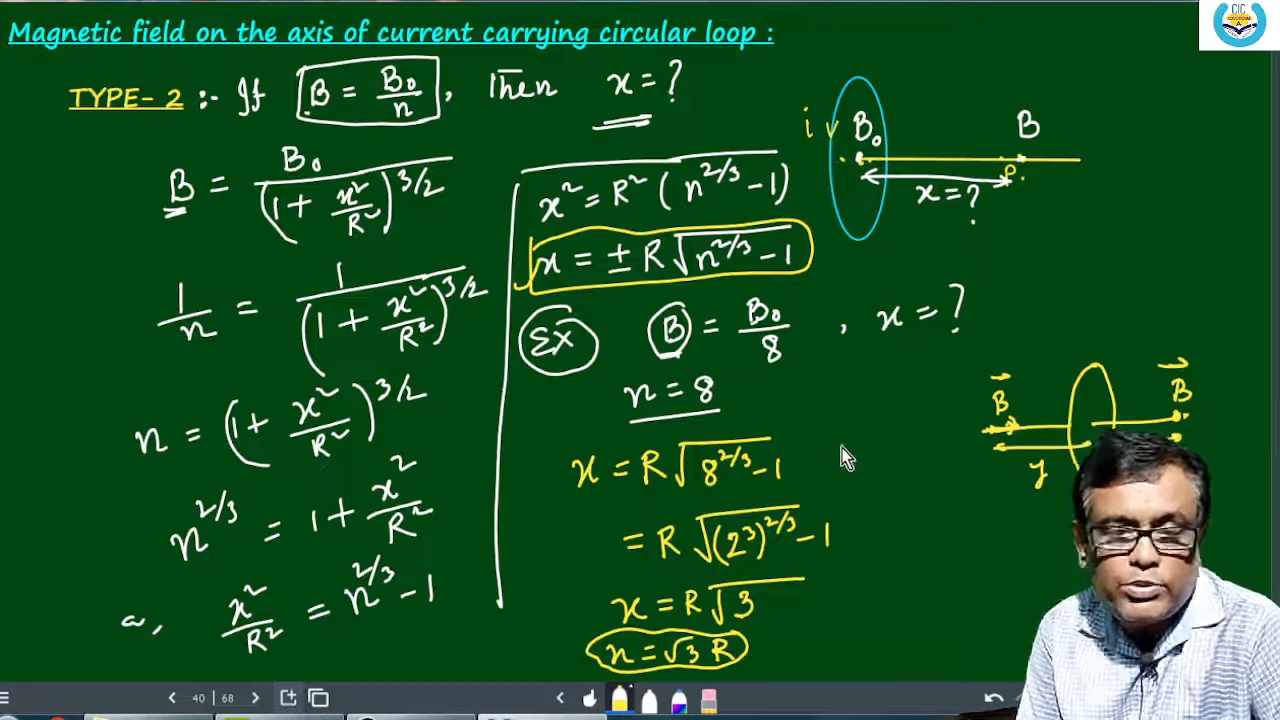 Magnetic field on the axis of current carrying circular loop :
CIC
TYPE- 2 :- If B = B₀/n, Then x = ?
B = B₀/(1 + x²/R²)^3/2
1/n = 1/(1 + x²/R²)^3/2
n = (1 + x²/R²)^3/2
n^2/3 = 1 + x²/R²
x²/R² = n^2/3 - 1
x² = R² (n^2/3 - 1)
x = ± R √(n^2/3 - 1)
Ex B = B₀/8 , x = ?
n = 8
x = R √(8^2/3 - 1)
= R √((2³)^2/3 - 1)
x = R √3
x = √3 R
i B₀ B
P
x = ?
B⃗ B⃗
y
40 | 68